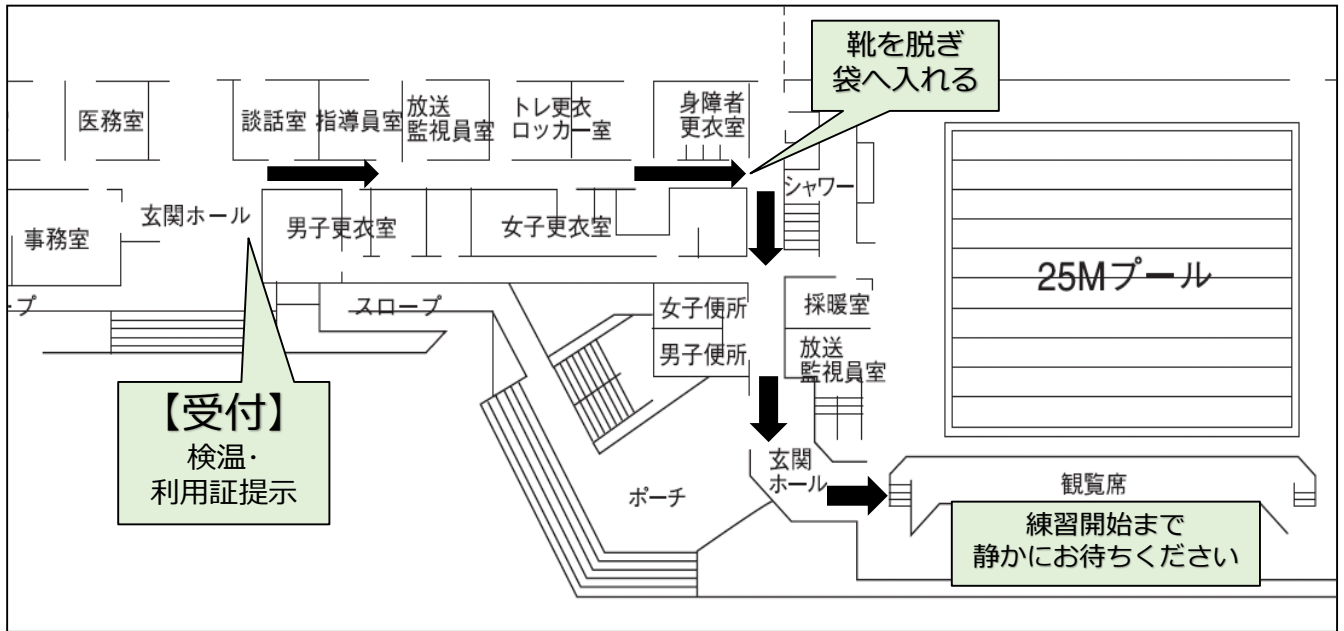 靴を脱ぎ
袋へ入れる
医務室
談話室
指導員室
放送
監視員室
トレ更衣
ロッカー室
身障者
更衣室
シャワー
玄関ホール
事務室
男子更衣室
女子更衣室
25Mプール
ープ
スロープ
女子便所
採暖室
男子便所
放送
監視員室
【受付】
検温・
利用証提示
玄関
ホール
ポーチ
観覧席
練習開始まで
静かにお待ちください